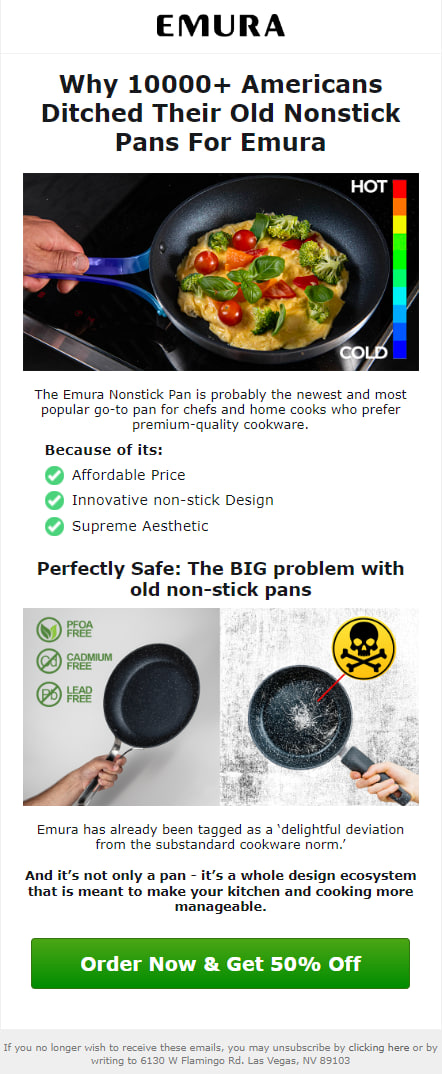 EMURA
Why 10000+ Americans
Ditched Their Old Nonstick
Pans For Emura
HOT
COLD
The Emura Nonstick Pan is probably the newest and most
popular go-to pan for chefs and home cooks who prefer
premium-quality cookware.
Because of its:
Affordable Price
Innovative non-stick Design
Supreme Aesthetic
Perfectly Safe: The BIG problem with
old non-stick pans
PFOA
FREE
Cd
CADMIUM
FREE
Pb
LEAD
FREE
Emura has already been tagged as a ‘delightful deviation
from the substandard cookware norm.’
And it’s not only a pan - it’s a whole design ecosystem
that is meant to make your kitchen and cooking more
manageable.
Order Now & Get 50% Off
If you no longer wish to receive these emails, you may unsubscribe by clicking here or by
writing to 6130 W Flamingo Rd. Las Vegas, NV 89103